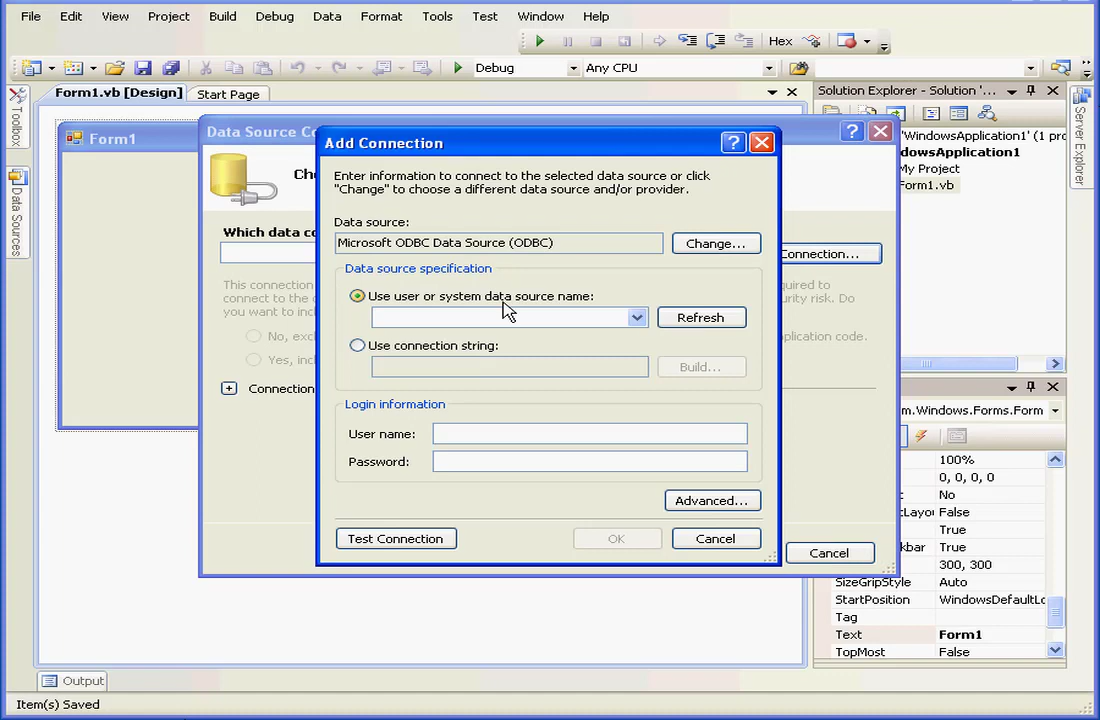 File Edit View Project Build Debug Data Format Tools Test Window Help
Hex
Debug Any CPU
Form1.vb [Design] Start Page
Solution Explorer - Solution '...
Toolbox
Data Sources
Server Explorer
Form1
'WindowsApplication1' (1 pro
dowsApplication1
My Project
Form1.vb
Data Source Co
Which data co
Connection...
This connection
connect to the d
do you want to incl
required to
urity risk. Do
plication code.
No, exc
Yes, incl
Connection
Cancel
Add Connection
Enter information to connect to the selected data source or click
"Change" to choose a different data source and/or provider.
Data source:
Microsoft ODBC Data Source (ODBC)
Change...
Data source specification
Use user or system data source name:
Refresh
Use connection string:
Build...
Login information
User name:
Password:
Advanced...
Test Connection OK Cancel
m.Windows.Forms.Form
100%
0, 0, 0, 0
No
False
True
kbar True
300, 300
SizeGripStyle Auto
StartPosition WindowsDefaultLo
Tag
Text Form1
TopMost False
Output
Item(s) Saved